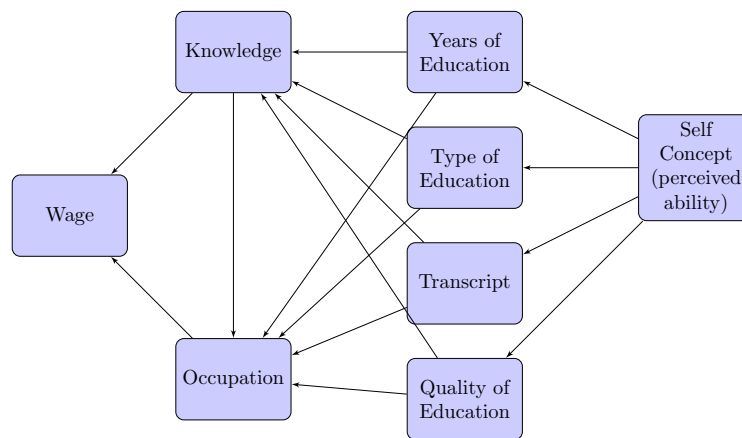 Knowledge
Years of
Education
Type of
Education
Self
Concept
(perceived
ability)
Wage
Transcript
Occupation
Quality of
Education